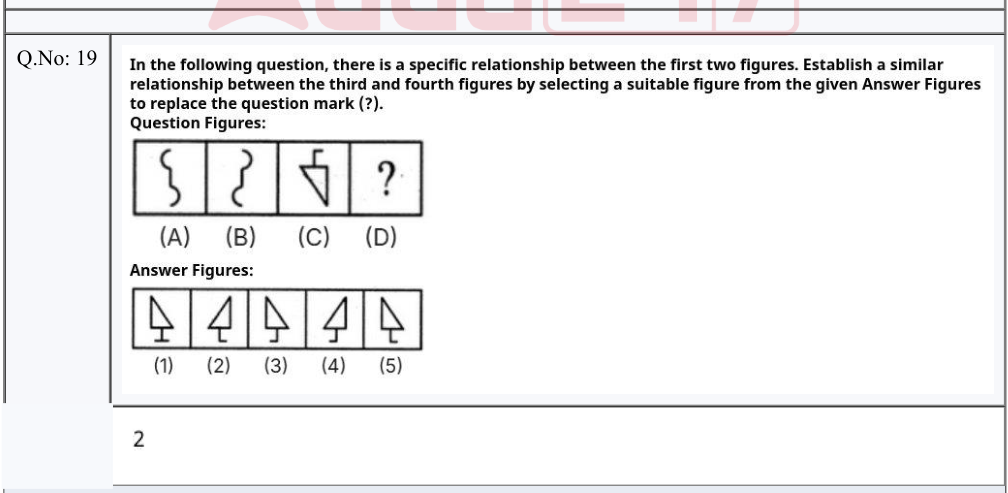 Q.No: 19
In the following question, there is a specific relationship between the first two figures. Establish a similar
relationship between the third and fourth figures by selecting a suitable figure from the given Answer Figures
to replace the question mark (?).
Question Figures:
?
(A) (B) (C) (D)
Answer Figures:
(1) (2) (3) (4) (5)
2